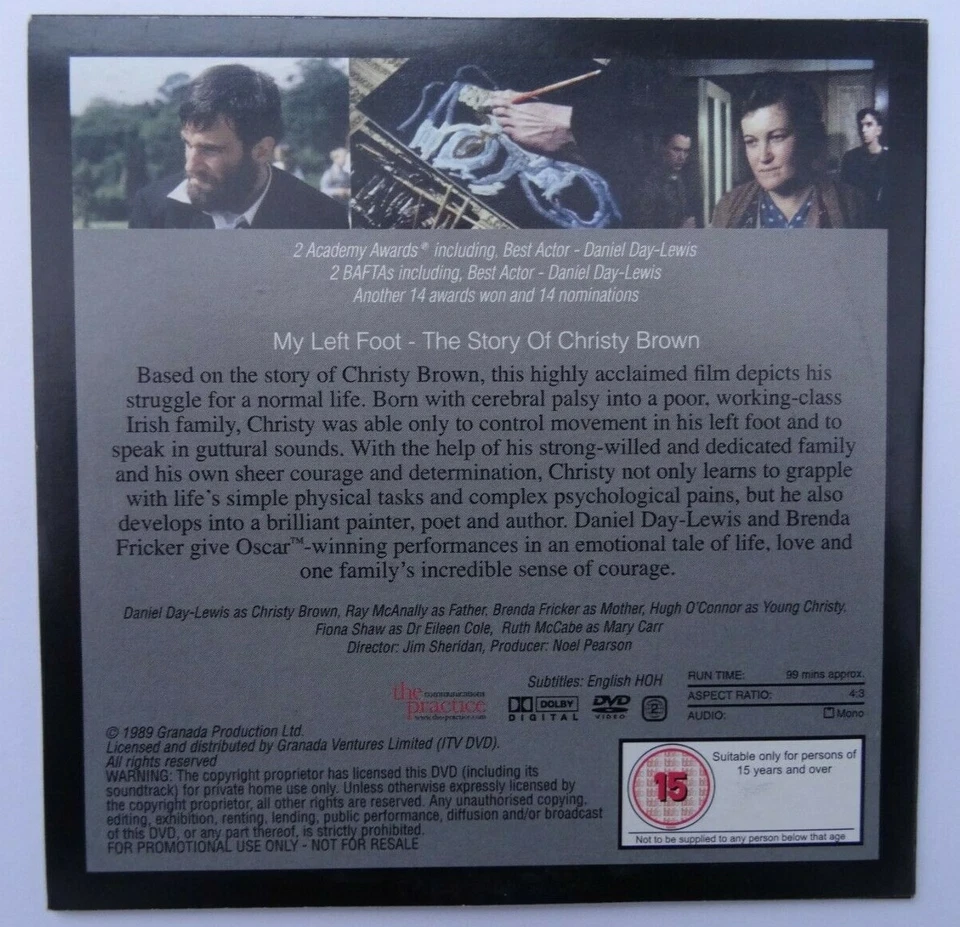 2 Academy Awards® including, Best Actor - Daniel Day-Lewis
2 BAFTAs including, Best Actor - Daniel Day-Lewis
Another 14 awards won and 14 nominations
My Left Foot - The Story Of Christy Brown
Based on the story of Christy Brown, this highly acclaimed film depicts his
struggle for a normal life. Born with cerebral palsy into a poor, working-class
Irish family, Christy was able only to control movement in his left foot and to
speak in guttural sounds. With the help of his strong-willed and dedicated family
and his own sheer courage and determination, Christy not only learns to grapple
with life's simple physical tasks and complex psychological pains, but he also
develops into a brilliant painter, poet and author. Daniel Day-Lewis and Brenda
Fricker give Oscar™-winning performances in an emotional tale of life, love and
one family's incredible sense of courage.
Daniel Day-Lewis as Christy Brown, Ray McAnally as Father, Brenda Fricker as Mother, Hugh O'Connor as Young Christy.
Fiona Shaw as Dr Eileen Cole, Ruth McCabe as Mary Carr
Director: Jim Sheridan, Producer: Noel Pearson
Subtitles: English HOH
the communications
practice
www.the-practice.com
DOLBY
DIGITAL
DVD
VIDEO
2
RUN TIME: 99 mins approx.
ASPECT RATIO: 4:3
AUDIO: Mono
© 1989 Granada Production Ltd.
Licensed and distributed by Granada Ventures Limited (ITV DVD).
All rights reserved
WARNING: The copyright proprietor has licensed this DVD (including its
soundtrack) for private home use only. Unless otherwise expressly licensed by
the copyright proprietor, all other rights are reserved. Any unauthorised copying,
editing, exhibition, renting, lending, public performance, diffusion and/or broadcast
of this DVD, or any part thereof, is strictly prohibited.
FOR PROMOTIONAL USE ONLY - NOT FOR RESALE
15
Suitable only for persons of
15 years and over
Not to be supplied to any person below that age